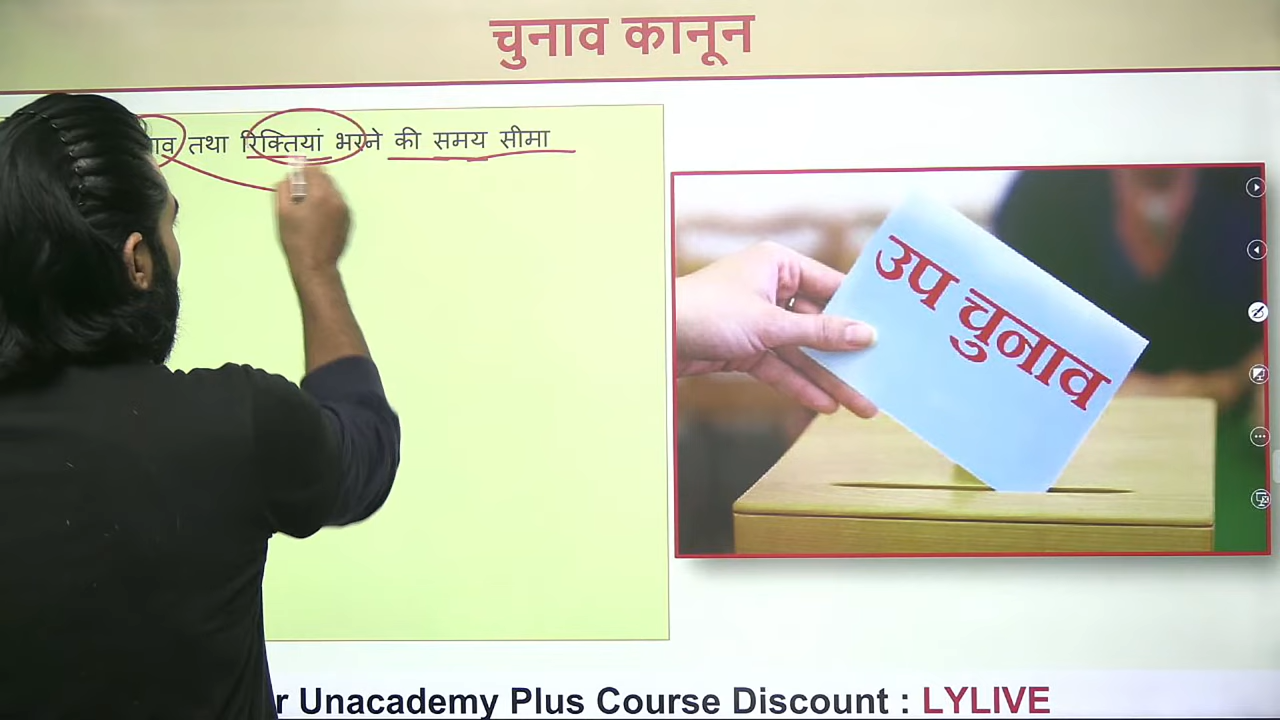 चुनाव कानून
तथा रिक्तियां भरने की समय सीमा
उप चुनाव
Unacademy Plus Course Discount : LYLIVE